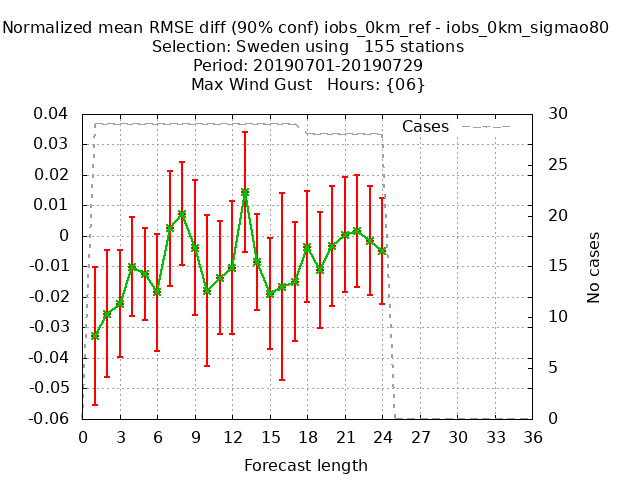 Normalized mean RMSE diff (90% conf) iobs_0km_ref - iobs_0km_sigmao80
Selection: Sweden using   155 stations
Period: 20190701-20190729
Max Wind Gust   Hours: {06}
Cases
0.04
0.03
0.02
0.01
0
-0.01
-0.02
-0.03
-0.04
-0.05
-0.06
30
25
20
15
10
5
0
No cases
0 3 6 9 12 15 18 21 24 27 30 33 36
Forecast length